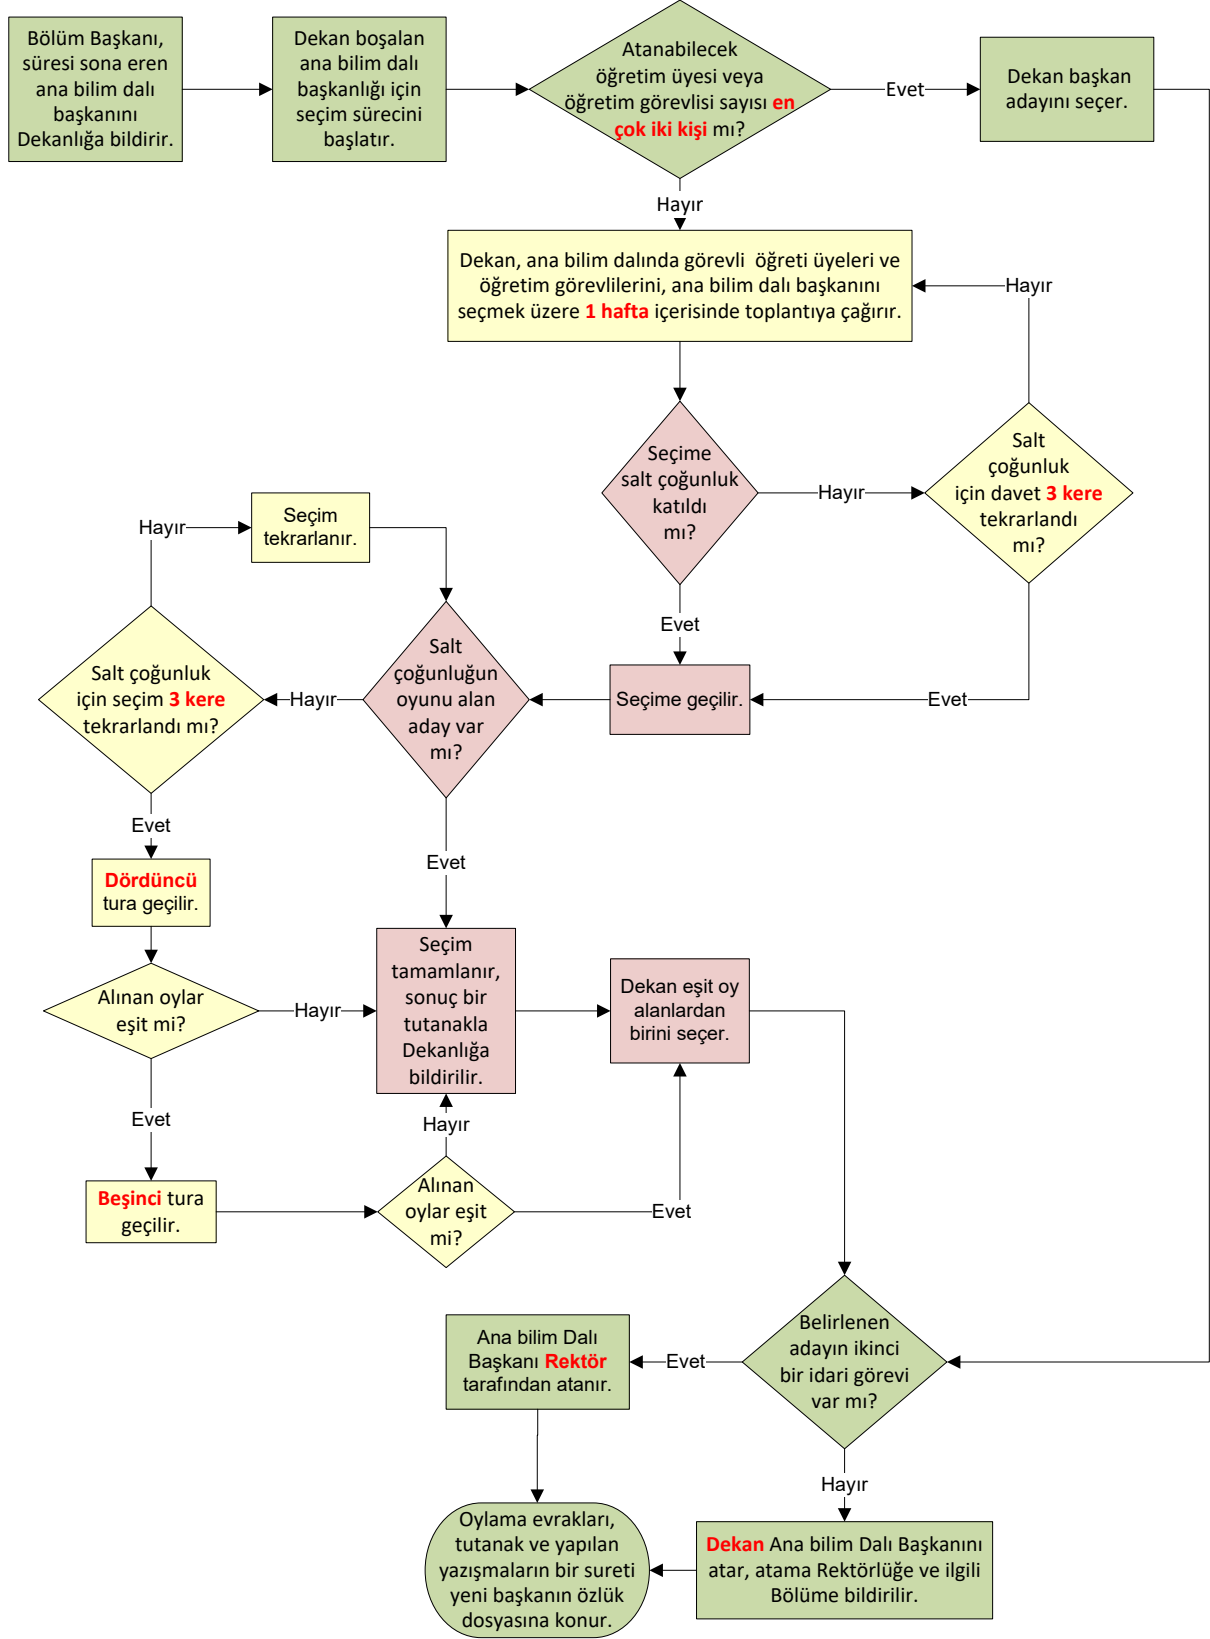 Bölüm Başkanı,
süresi sona eren
ana bilim dalı
başkanını
Dekanlığa bildirir.
Dekan boşalan
ana bilim dalı
başkanlığı için
seçim sürecini
başlatır.
Atanabilecek
öğretim üyesi veya
öğretim görevlisi sayısı en
çok iki kişi mı?
Evet
Dekan başkan
adayını seçer.
Hayır
Dekan, ana bilim dalında görevli  öğreti üyeleri ve
öğretim görevlilerini, ana bilim dalı başkanını
seçmek üzere 1 hafta içerisinde toplantıya çağırır.
Hayır
Seçime
salt çoğunluk
katıldı
mı?
Hayır
Salt
çoğunluk
için davet 3 kere
tekrarlandı
mı?
Hayır
Seçim
tekrarlanır.
Evet
Salt çoğunluk
için seçim 3 kere
tekrarlandı mı?
Hayır
Salt
çoğunluğun
oyunu alan
aday var
mı?
Seçime geçilir.
Evet
Evet
Evet
Dördüncü
tura geçilir.
Alınan oylar
eşit mi?
Hayır
Seçim
tamamlanır,
sonuç bir
tutanakla
Dekanlığa
bildirilir.
Dekan eşit oy
alanlardan
birini seçer.
Evet
Hayır
Beşinci tura
geçilir.
Alınan
oylar eşit
mi?
Evet
Ana bilim Dalı
Başkanı Rektör
tarafından atanır.
Evet
Belirlenen
adayın ikinci
bir idari görevi
var mı?
Hayır
Oylama evrakları,
tutanak ve yapılan
yazışmaların bir sureti
yeni başkanın özlük
dosyasına konur.
Dekan Ana bilim Dalı Başkanını
atar, atama Rektörlüğe ve ilgili
Bölüme bildirilir.